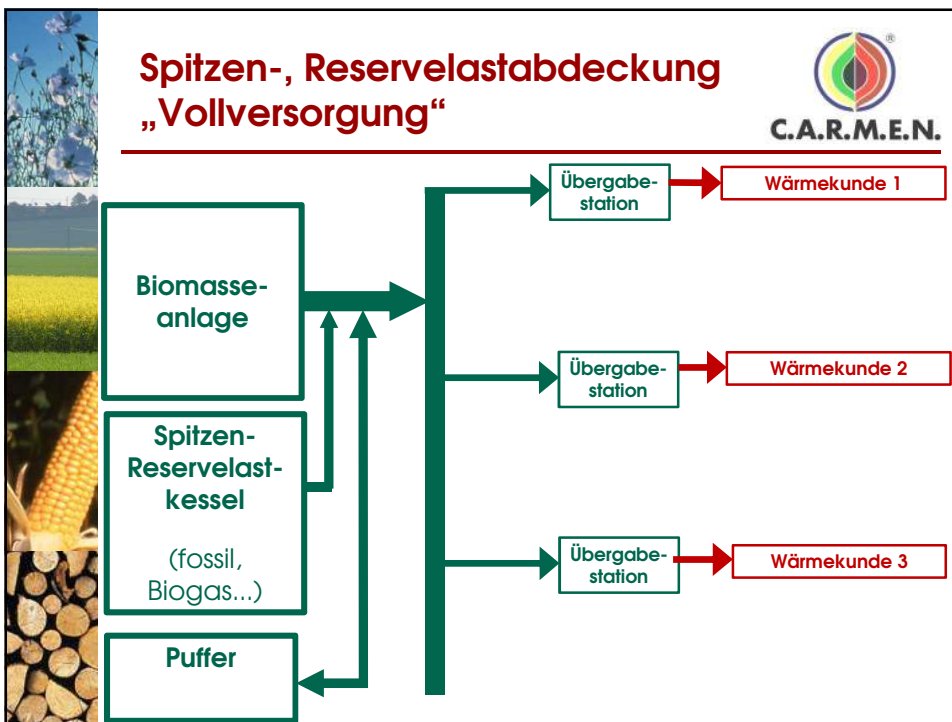 Spitzen-, Reservelastabdeckung
„Vollversorgung“
®
C.A.R.M.E.N.
Übergabe-
station
Wärmekunde 1
Biomasse-
anlage
Übergabe-
station
Wärmekunde 2
Spitzen-
Reservelast-
kessel
(fossil,
Biogas...)
Übergabe-
station
Wärmekunde 3
Puffer